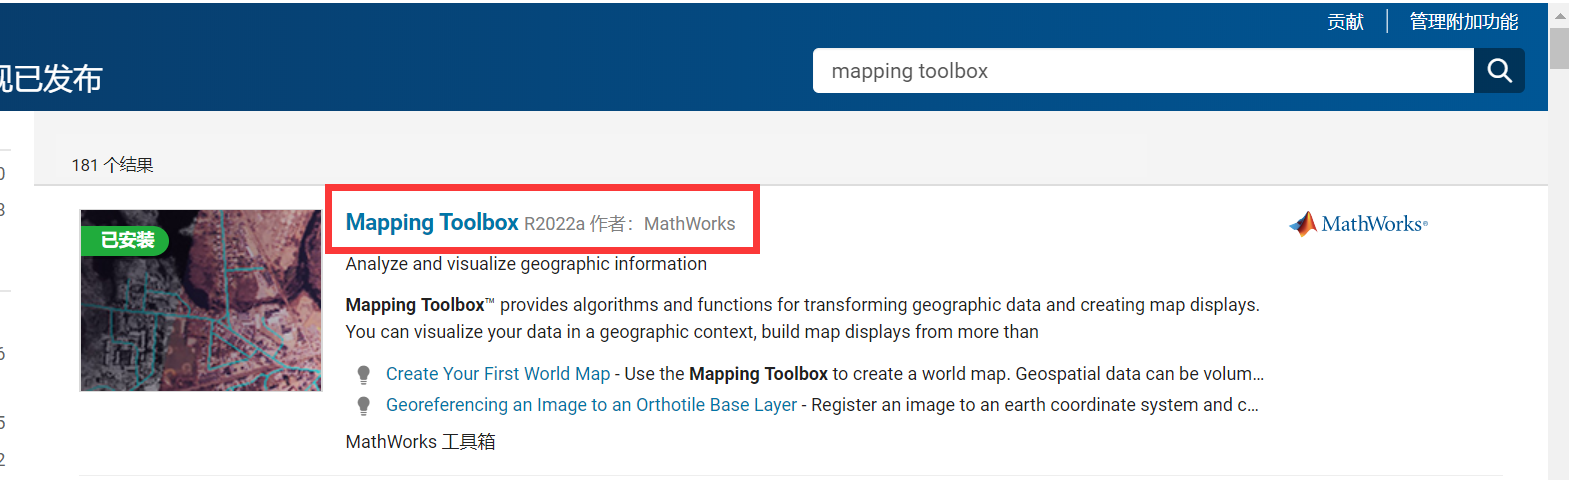 贡献 管理附加功能
现已发布
mapping toolbox
181 个结果
0
3
Mapping Toolbox R2022a 作者：MathWorks
MathWorks®
已安装
Analyze and visualize geographic information
Mapping Toolbox™ provides algorithms and functions for transforming geographic data and creating map displays.
You can visualize your data in a geographic context, build map displays from more than
6
Create Your First World Map - Use the Mapping Toolbox to create a world map. Geospatial data can be volum…
Georeferencing an Image to an Orthotile Base Layer - Register an image to an earth coordinate system and c…
5
MathWorks 工具箱
2